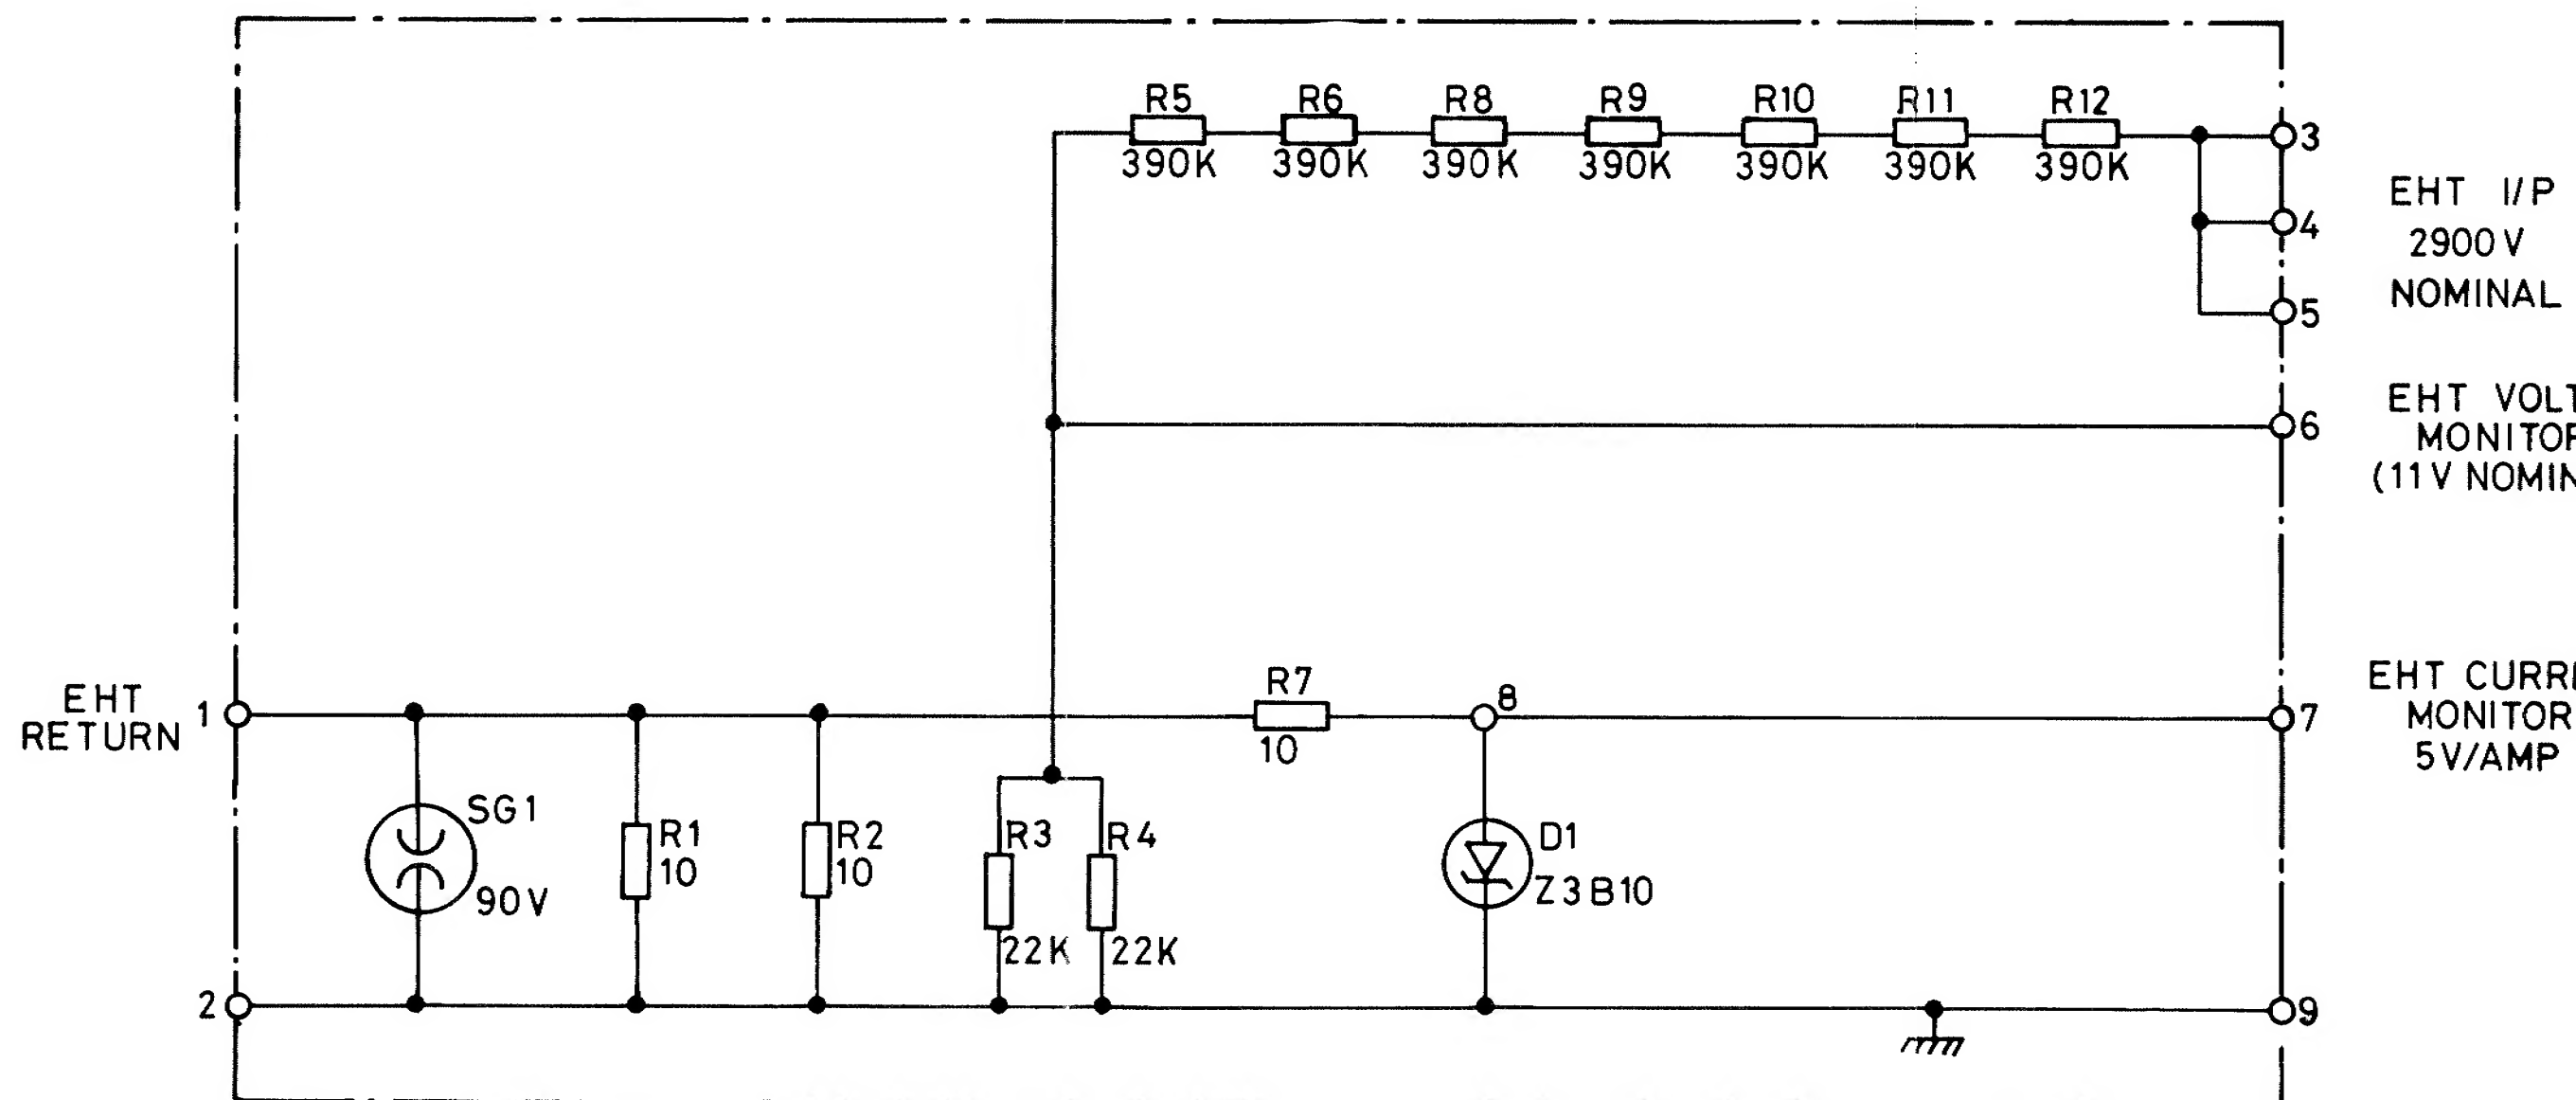 R5 R6 R8 R9 R10 R11 R12
390K 390K 390K 390K 390K 390K 390K
3
4
5
EHT I/P
2900V
NOMINAL
6
EHT VOLT
MONITOR
(11V NOMIN
EHT
RETURN
1
R7
10
8
7
EHT CURR
MONITOR
5V/AMP
SG1
90V
R1
10
R2
10
R3
22K
R4
22K
D1
Z3B10
2
9